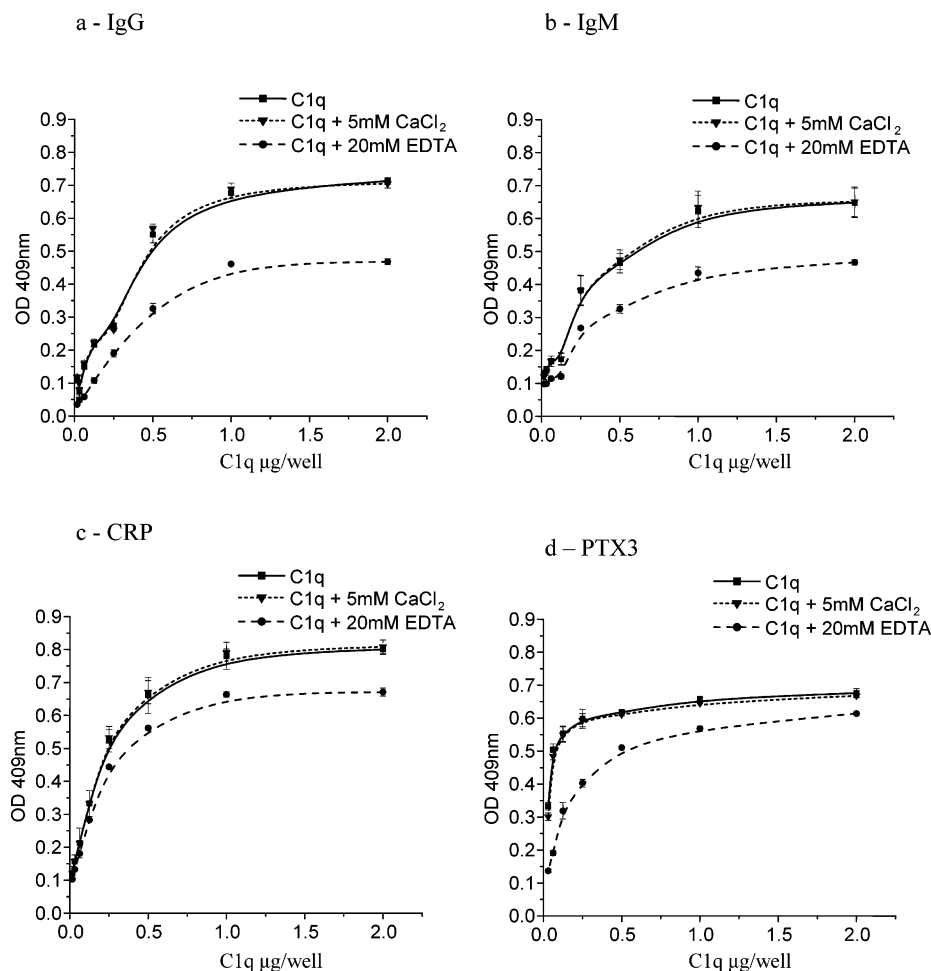 a - IgG
C1q
C1q + 5mM CaCl₂
C1q + 20mM EDTA
0.9
0.8
0.7
0.6
0.5
0.4
0.3
0.2
0.1
0.0
OD 409nm
0.0 0.5 1.0 1.5 2.0
C1q µg/well
b - IgM
C1q
C1q + 5mM CaCl₂
C1q + 20mM EDTA
0.9
0.8
0.7
0.6
0.5
0.4
0.3
0.2
0.1
0.0
OD 409nm
0.0 0.5 1.0 1.5 2.0
C1q µg/well
c - CRP
C1q
C1q + 5mM CaCl₂
C1q + 20mM EDTA
0.9
0.8
0.7
0.6
0.5
0.4
0.3
0.2
0.1
0.0
OD 409nm
0.0 0.5 1.0 1.5 2.0
C1q µg/well
d – PTX3
C1q
C1q + 5mM CaCl₂
C1q + 20mM EDTA
0.9
0.8
0.7
0.6
0.5
0.4
0.3
0.2
0.1
0.0
OD 409nm
0.0 0.5 1.0 1.5 2.0
C1q µg/well